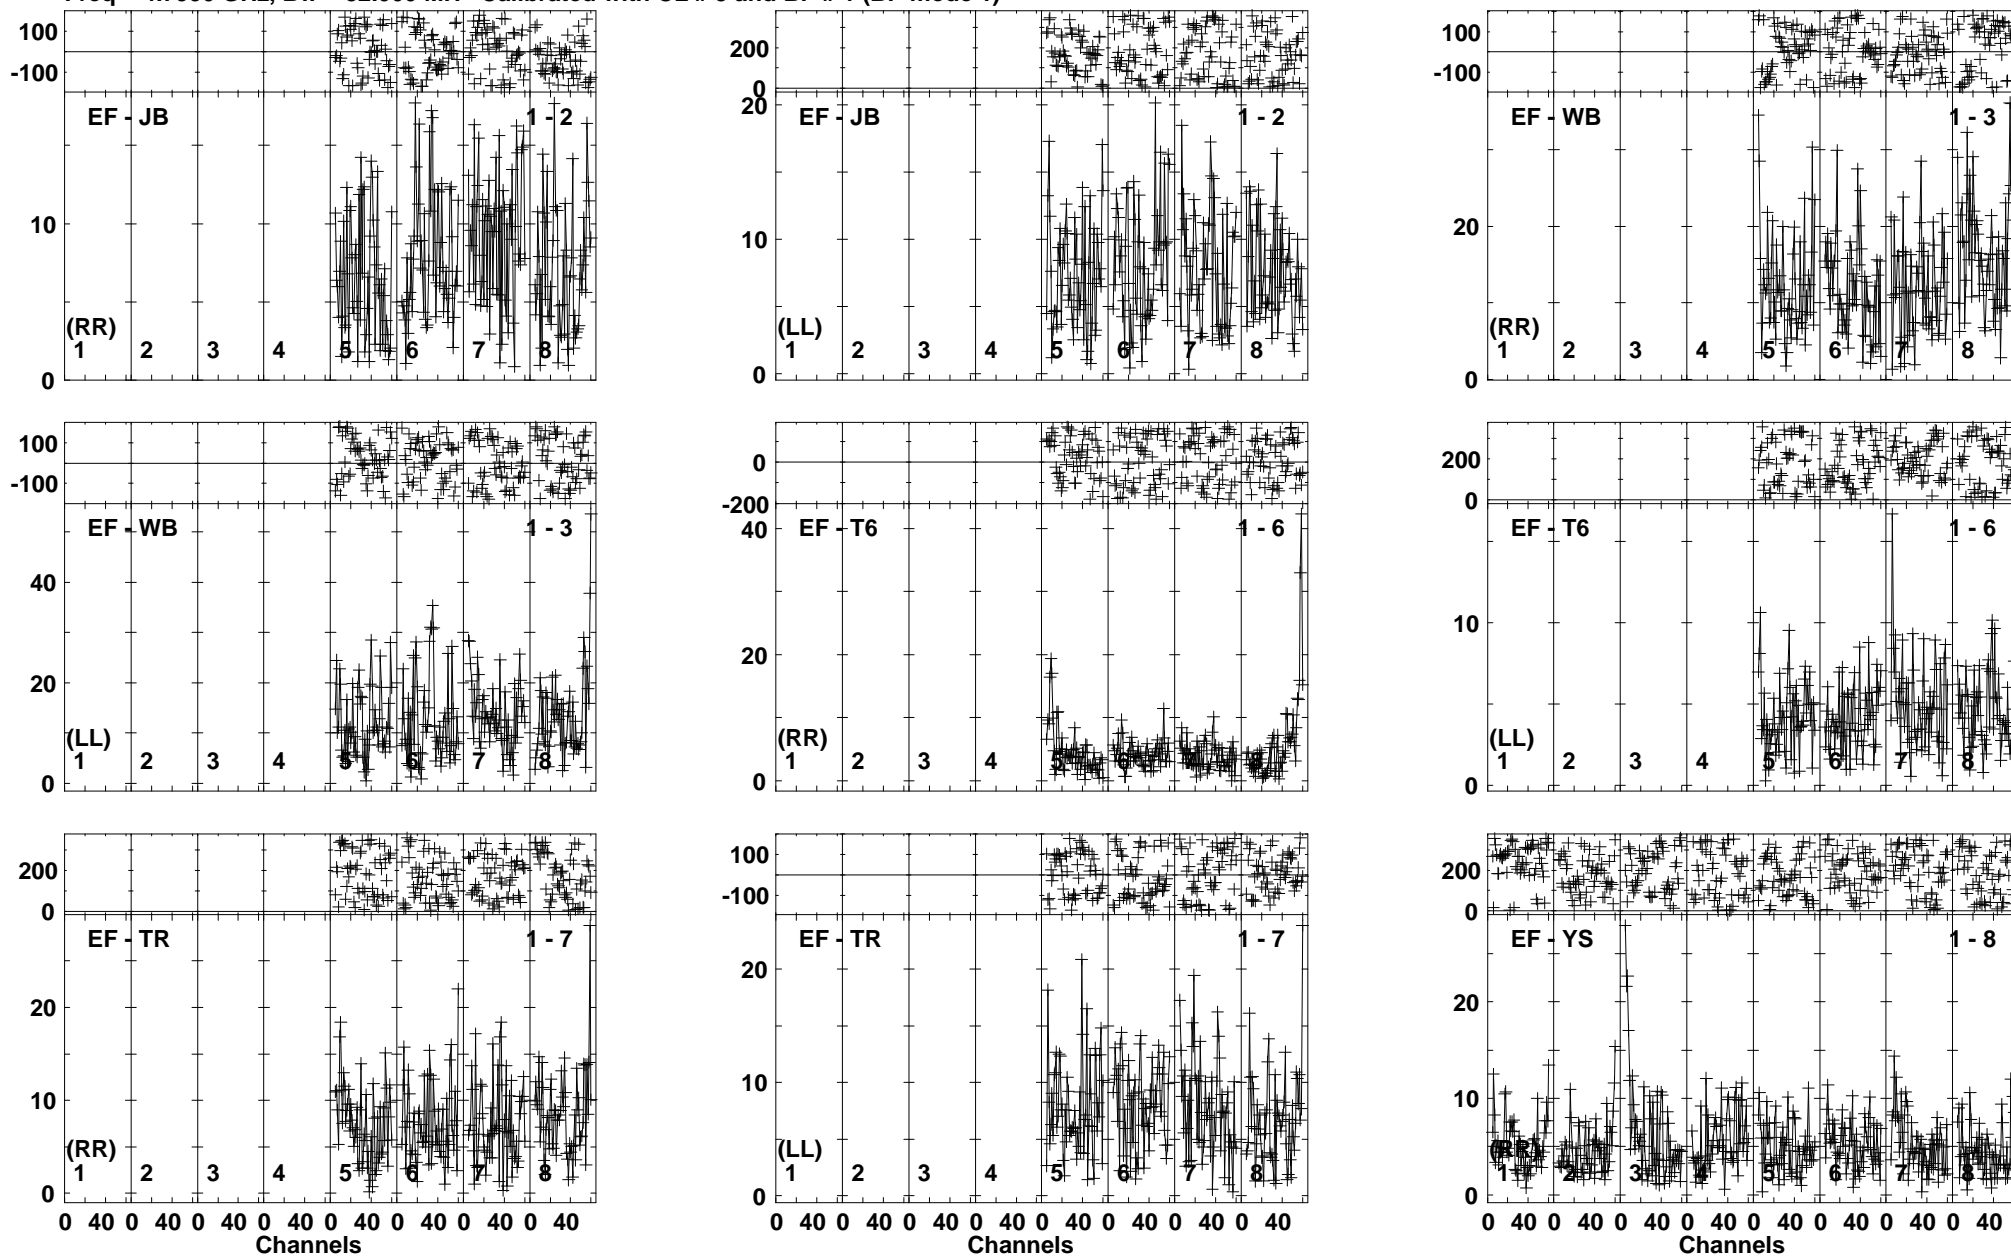 100 -100 200 0 100 -100
EF - JB 1 - 2 20 EF - JB 1 - 2 EF - WB 1 - 3
10 10 20
(RR) (LL) (RR)
1 2 3 4 5 6 7 8 1 2 3 4 5 6 7 8 1 2 3 4 5 6 7 8
0 0 0
100 -100 0 -200 200 0
EF - WB 1 - 3 40 EF - T6 1 - 6 EF - T6 1 - 6
40 20 20 10
(LL) (RR) (LL)
1 2 3 4 5 6 7 8 1 2 3 4 5 6 7 8 1 2 3 4 5 6 7 8
0 0 0
200 0 100 -100 200 0
EF - TR 1 - 7 EF - TR 1 - 7 EF - YS 1 - 8
20 20 20
10 10 10
(RR) (LL) (RR)
1 2 3 4 5 6 7 8 1 2 3 4 5 6 7 8 1 2 3 4 5 6 7 8
0 0 0
0 40 0 40 0 40 0 40 0 40 0 40 0 40 0 40 0 40 0 40 0 40 0 40 0 40 0 40 0 40 0 40 0 40 0 40 0 40 0 40 0 40 0 40 0 40 0 40
Channels Channels